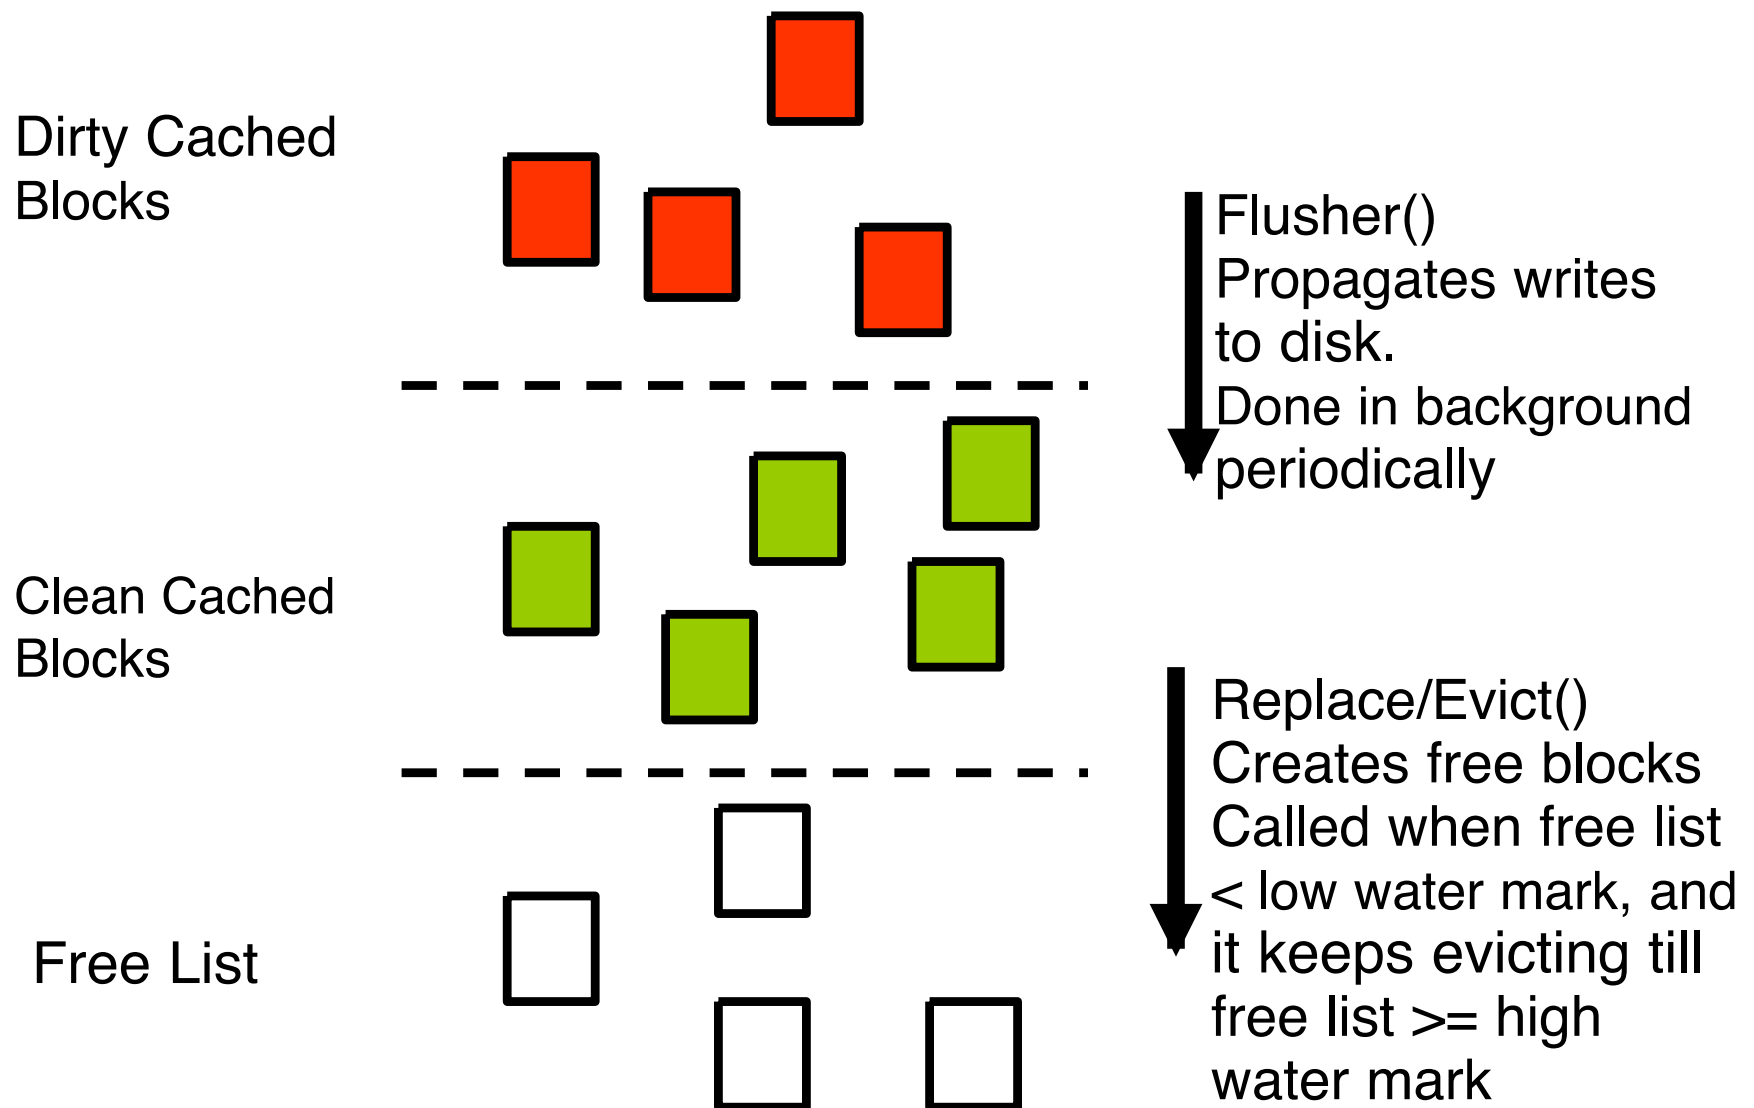 Dirty Cached
Blocks
Flusher()
Propagates writes
to disk.
Done in background
periodically
Clean Cached
Blocks
Replace/Evict()
Creates free blocks
Called when free list
< low water mark, and
it keeps evicting till
free list >= high
water mark
Free List